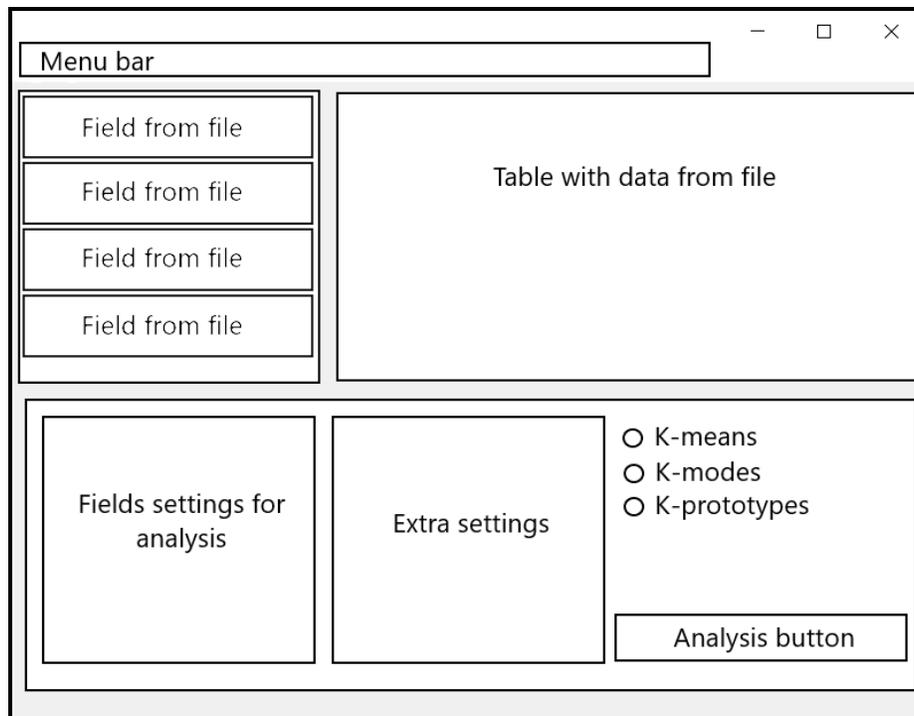 Menu bar
Field from file
Field from file
Field from file
Field from file
Table with data from file
Fields settings for
analysis
Extra settings
K-means
K-modes
K-prototypes
Analysis button